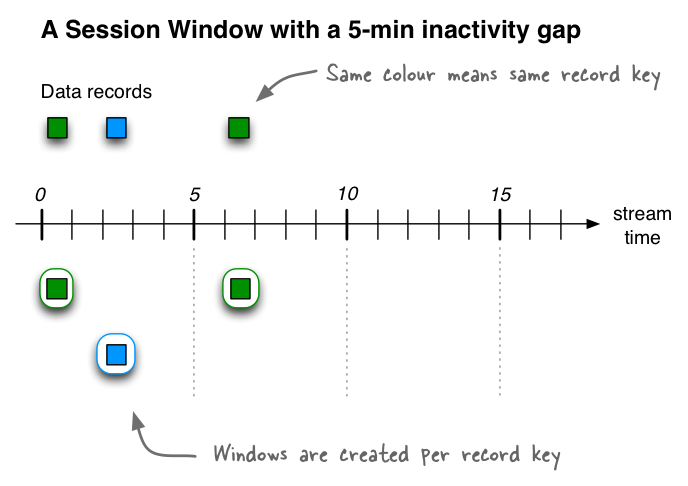 A Session Window with a 5-min inactivity gap
Same colour means same record key
Data records
0 5 10 15
stream
time
Windows are created per record key